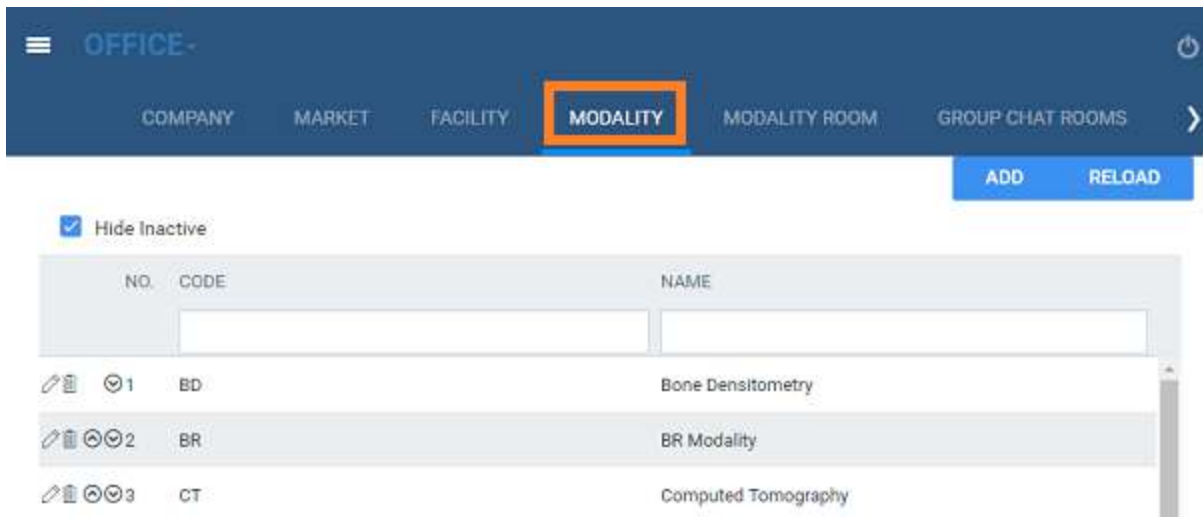 OFFICE
COMPANY MARKET FACILITY MODALITY MODALITY ROOM GROUP CHAT ROOMS
ADD RELOAD
Hide Inactive
NO. CODE NAME
1 BD Bone Densitometry
2 BR BR Modality
3 CT Computed Tomography